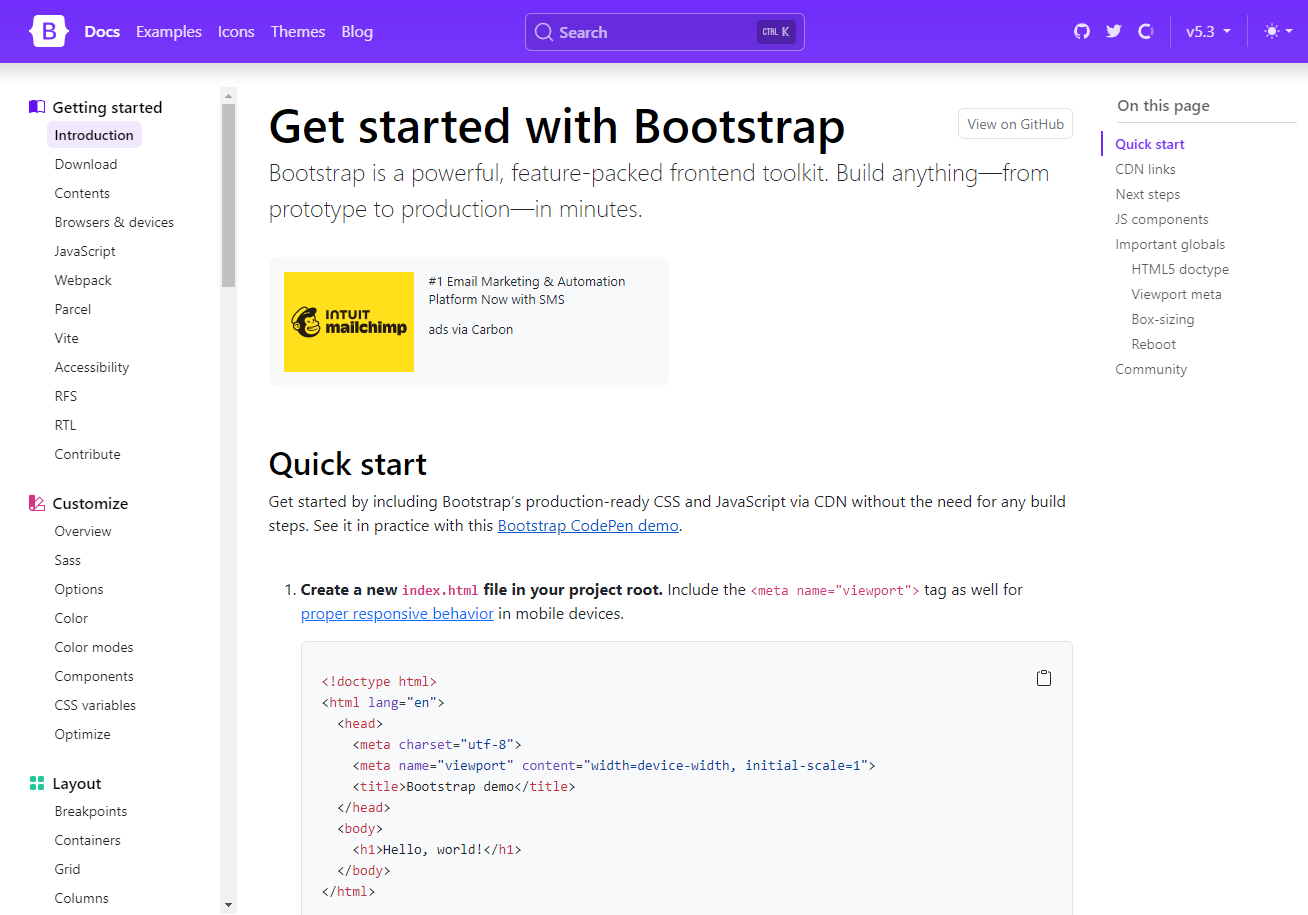 B Docs Examples Icons Themes Blog Search CTRL K v5.3
Getting started
Introduction
Download
Contents
Browsers & devices
JavaScript
Webpack
Parcel
Vite
Accessibility
RFS
RTL
Contribute
Customize
Overview
Sass
Options
Color
Color modes
Components
CSS variables
Optimize
Layout
Breakpoints
Containers
Grid
Columns
Get started with Bootstrap
View on GitHub
Bootstrap is a powerful, feature-packed frontend toolkit. Build anything—from
prototype to production—in minutes.
INTUIT
mailchimp
#1 Email Marketing & Automation
Platform Now with SMS
ads via Carbon
Quick start
Get started by including Bootstrap's production-ready CSS and JavaScript via CDN without the need for any build
steps. See it in practice with this Bootstrap CodePen demo.
1. Create a new index.html file in your project root. Include the <meta name="viewport"> tag as well for
proper responsive behavior in mobile devices.
<!doctype html>
<html lang="en">
  <head>
    <meta charset="utf-8">
    <meta name="viewport" content="width=device-width, initial-scale=1">
    <title>Bootstrap demo</title>
  </head>
  <body>
    <h1>Hello, world!</h1>
  </body>
</html>
On this page
Quick start
CDN links
Next steps
JS components
Important globals
HTML5 doctype
Viewport meta
Box-sizing
Reboot
Community